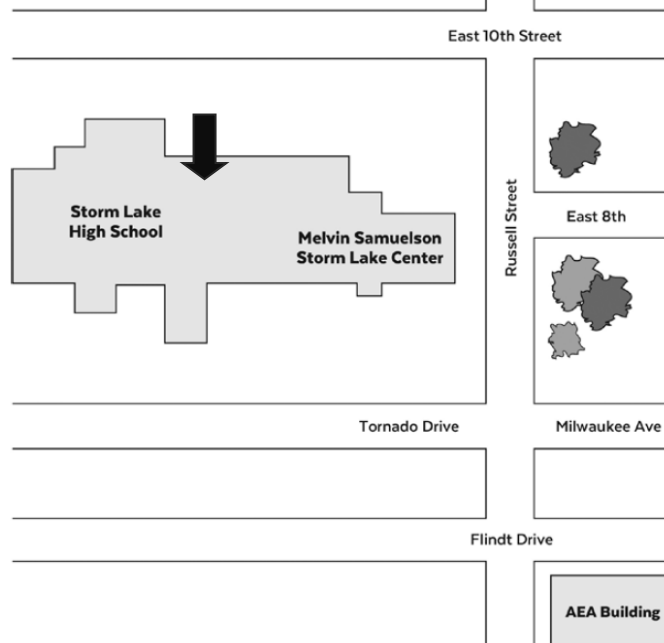 East 10th Street
Russell Street
Storm Lake
High School
East 8th
Melvin Samuelson
Storm Lake Center
Tornado Drive
Milwaukee Ave
Flindt Drive
AEA Building